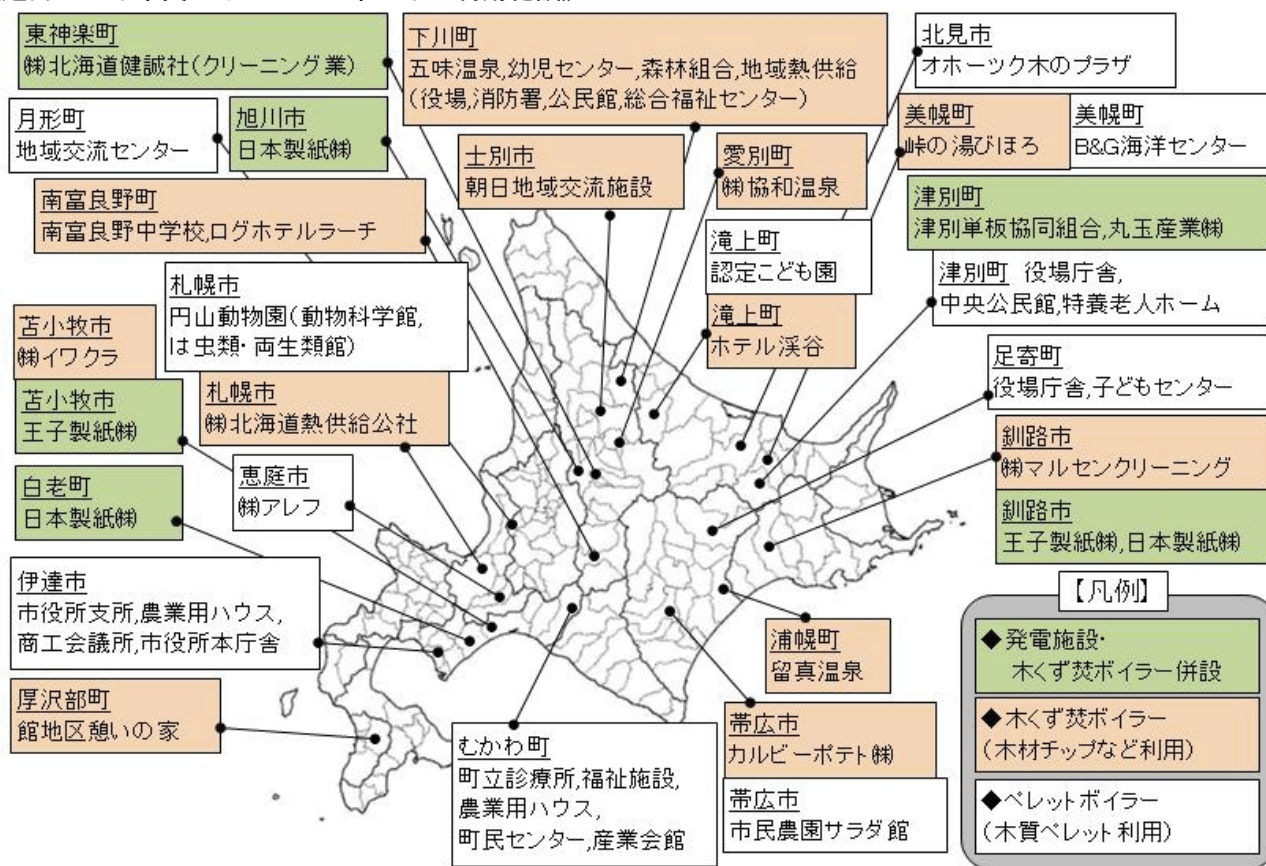 東神楽町
㈱北海道健誠社(クリーニング業)
下川町
五味温泉,幼児センター,森林組合,地域熱供給
(役場,消防署,公民館,総合福祉センター)
北見市
オホーツク木のプラザ
月形町
地域交流センター
旭川市
日本製紙㈱
士別市
朝日地域交流施設
愛別町
㈱協和温泉
美幌町
峠の湯びほろ
美幌町
B&G海洋センター
南富良野町
南富良野中学校,ログホテルラーチ
津別町
津別単板協同組合,丸玉産業㈱
滝上町
認定こども園
津別町 役場庁舎,
中央公民館,特養老人ホーム
札幌市
円山動物園(動物科学館,
は虫類・両生類館)
滝上町
ホテル渓谷
苫小牧市
㈱イワクラ
足寄町
役場庁舎,子どもセンター
札幌市
㈱北海道熱供給公社
苫小牧市
王子製紙㈱
釧路市
㈱マルセンクリーニング
恵庭市
㈱アレフ
白老町
日本製紙㈱
釧路市
王子製紙㈱,日本製紙㈱
伊達市
市役所支所,農業用ハウス,
商工会議所,市役所本庁舎
浦幌町
留真温泉
厚沢部町
館地区憩いの家
むかわ町
町立診療所,福祉施設,
農業用ハウス,
町民センター,産業会館
帯広市
カルビーポテト㈱
帯広市
市民農園サラダ館
【凡例】
◆発電施設・
木くず焚ボイラー併設
◆木くず焚ボイラー
(木材チップなど利用)
◆ペレットボイラー
(木質ペレット利用)